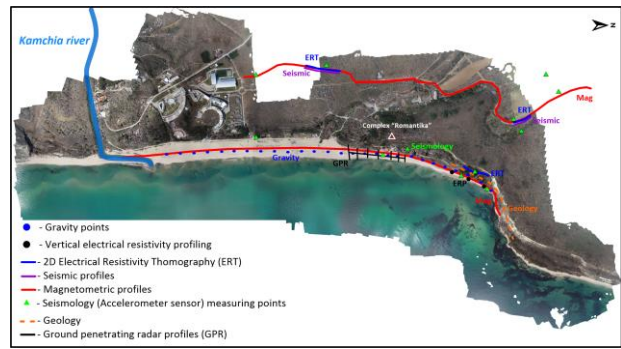 N
Kamchia river
ERT
Seismic
Mag
ERT
Seismic
Complex "Romantika"
Seismology
Gravity
GPR
ERT
ERP
Mag
Geology
- Gravity points
- Vertical electrical resistivity profiling
- 2D Electrical Resistivity Thomography (ERT)
- Seismic profiles
- Magnetometric profiles
- Seismology (Accelerometer sensor) measuring points
- Geology
- Ground penetrating radar profiles (GPR)